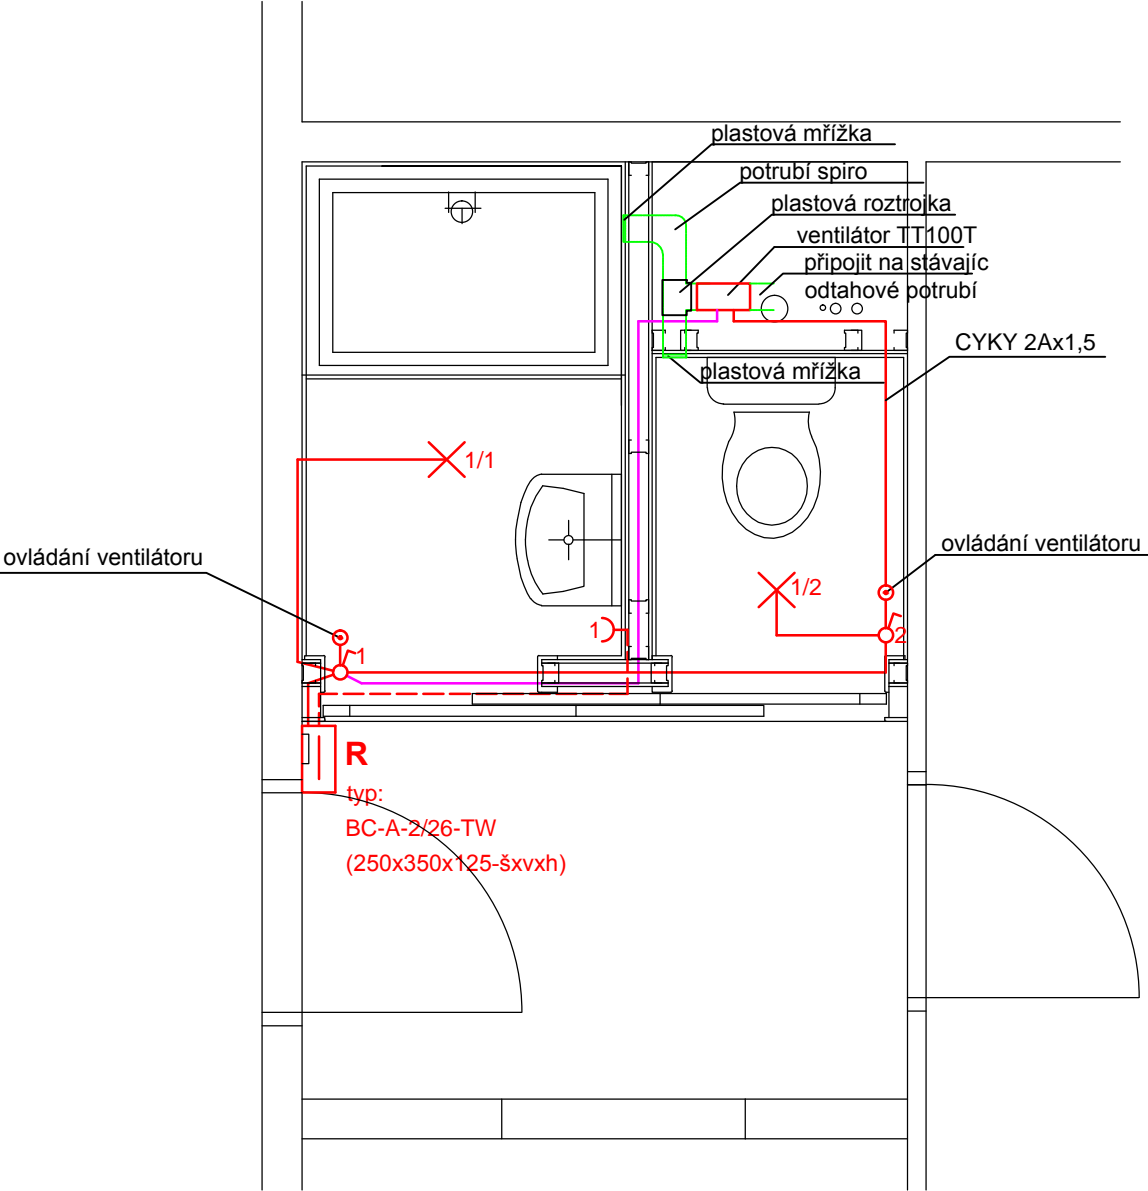 plastová mřížka
potrubí spiro
plastová roztrojka
ventilátor TT100T
připojit na stávajíc
odtahové potrubí
CYKY 2Ax1,5
plastová mřížka
1/1
ovládání ventilátoru
ovládání ventilátoru
1/2
1
2
1
R
typ:
BC-A-2/26-TW
(250x350x125-šxvxh)